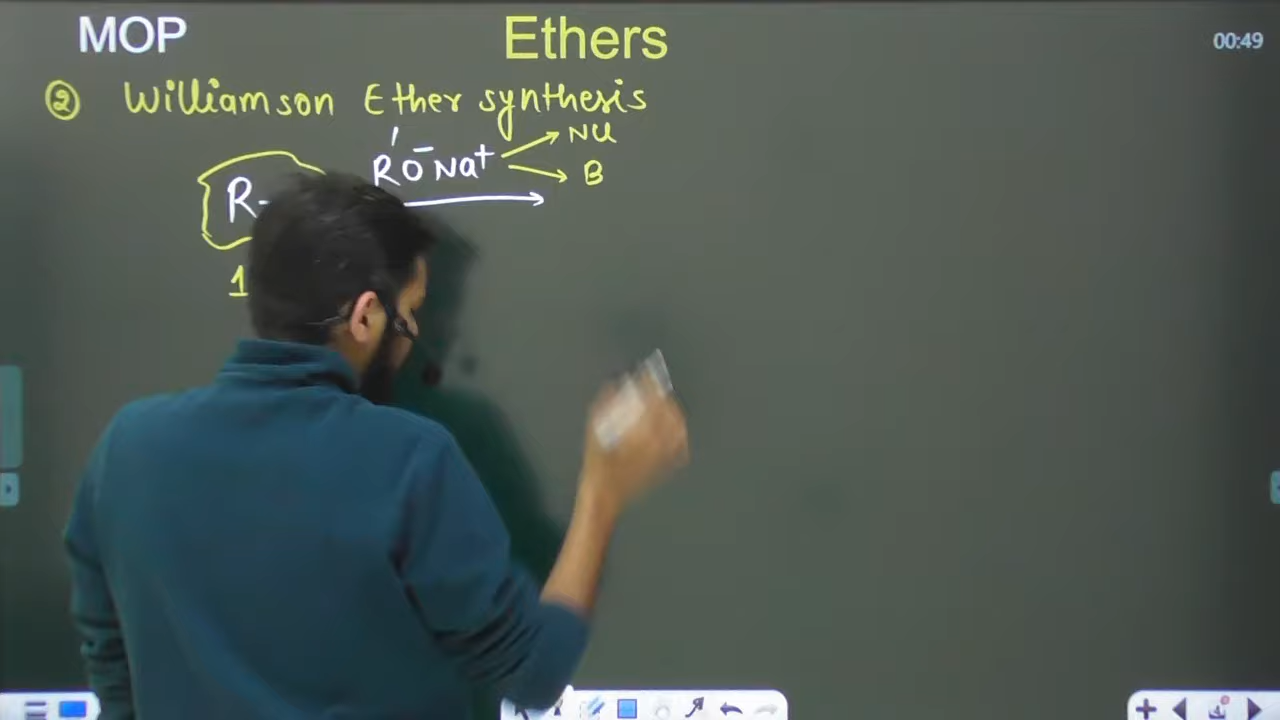 MOP
Ethers
00:49
② Williamson Ether synthesis
R'O⁻Na⁺
Nu
B
R-
1